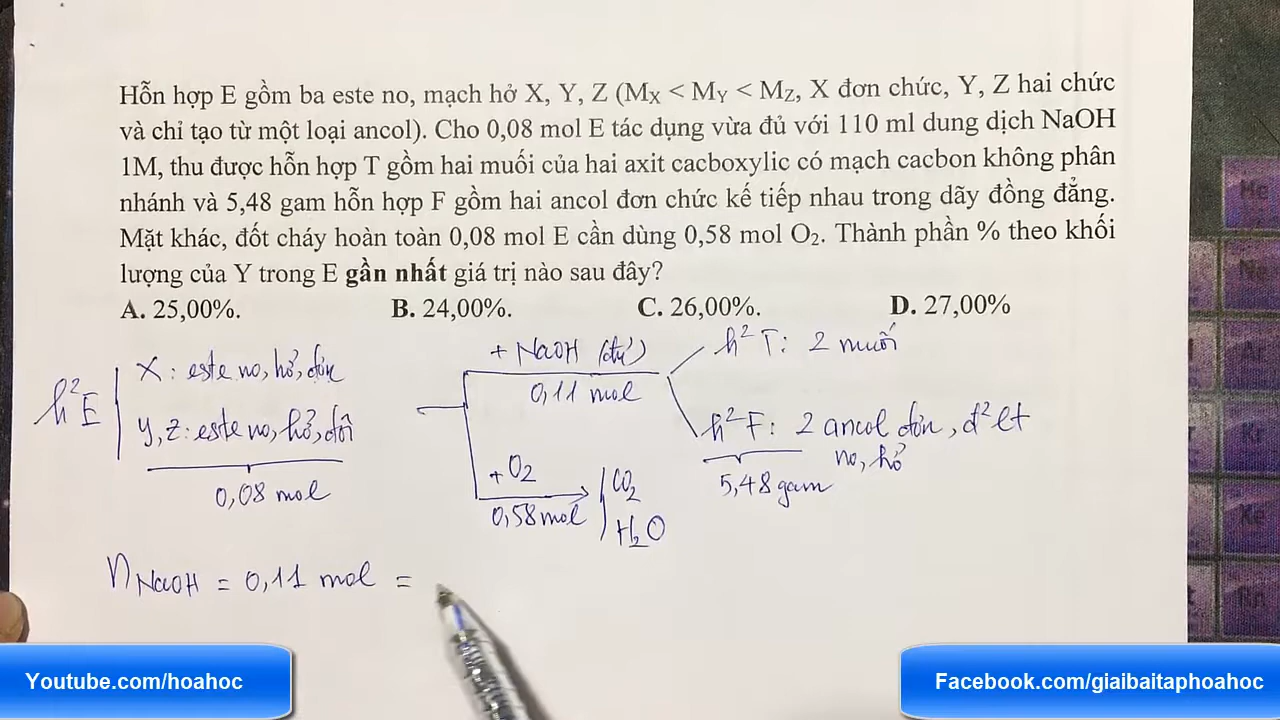 Hỗn hợp E gồm ba este no, mạch hở X, Y, Z (MX < MY < MZ, X đơn chức, Y, Z hai chức
và chỉ tạo từ một loại ancol). Cho 0,08 mol E tác dụng vừa đủ với 110 ml dung dịch NaOH
1M, thu được hỗn hợp T gồm hai muối của hai axit cacboxylic có mạch cacbon không phân
nhánh và 5,48 gam hỗn hợp F gồm hai ancol đơn chức kế tiếp nhau trong dãy đồng đẳng.
Mặt khác, đốt cháy hoàn toàn 0,08 mol E cần dùng 0,58 mol O2. Thành phần % theo khối
lượng của Y trong E gần nhất giá trị nào sau đây?
A. 25,00%. B. 24,00%. C. 26,00%. D. 27,00%
h² E
X: este no, hở, đơn
Y, Z: este no, hở, đôi
0,08 mol
+ NaOH (đủ)
0,11 mol
h² T: 2 muối
h² F: 2 ancol đơn, đ² lt
no, hở
5,48 gam
+ O2
0,58 mol
CO2
H2O
nNaOH = 0,11 mol =
He
Ne
Ar
Kr
Xe
Rn
Youtube.com/hoahoc
Facebook.com/giaibaitaphoahoc